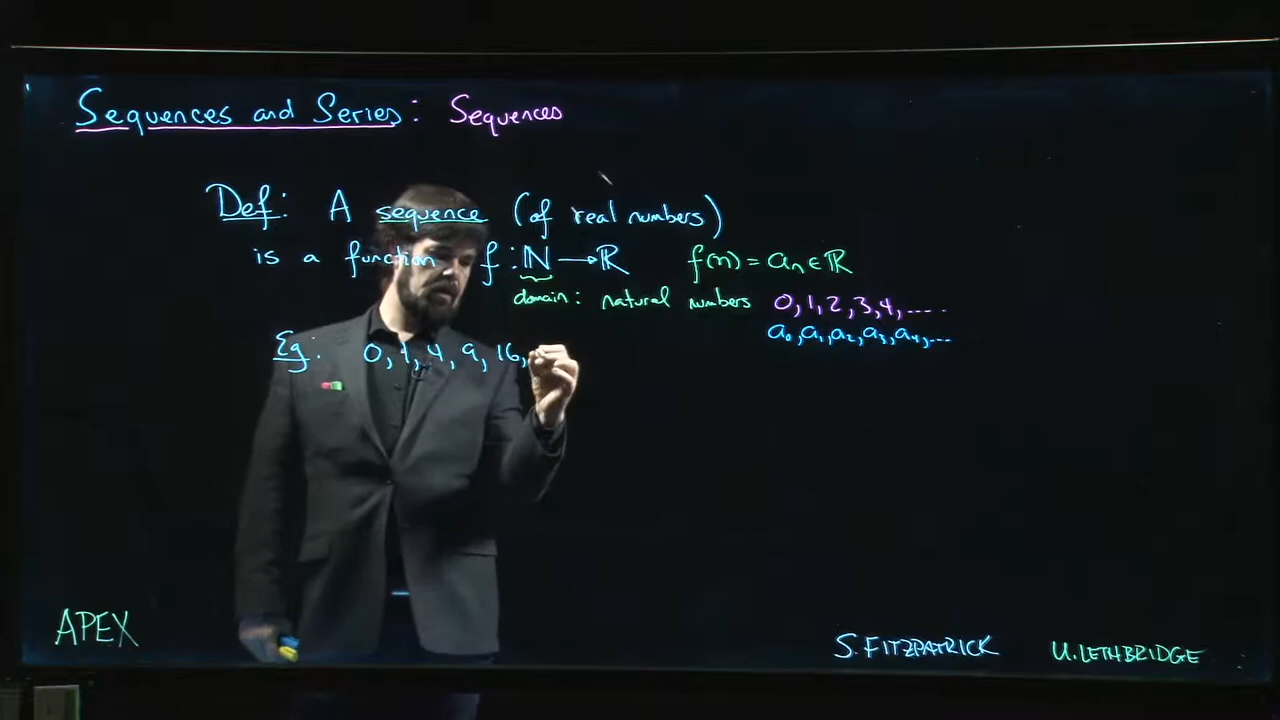 Sequences and Series: Sequences
Def: A sequence (of real numbers)
is a function f: ℕ → ℝ f(n) = aₙ ∈ ℝ
domain: natural numbers 0, 1, 2, 3, 4, ....
a₀, a₁, a₂, a₃, a₄, ...
Eg: 0, 1, 4, 9, 16,
APEX
S. FITZPATRICK
U. LETHBRIDGE